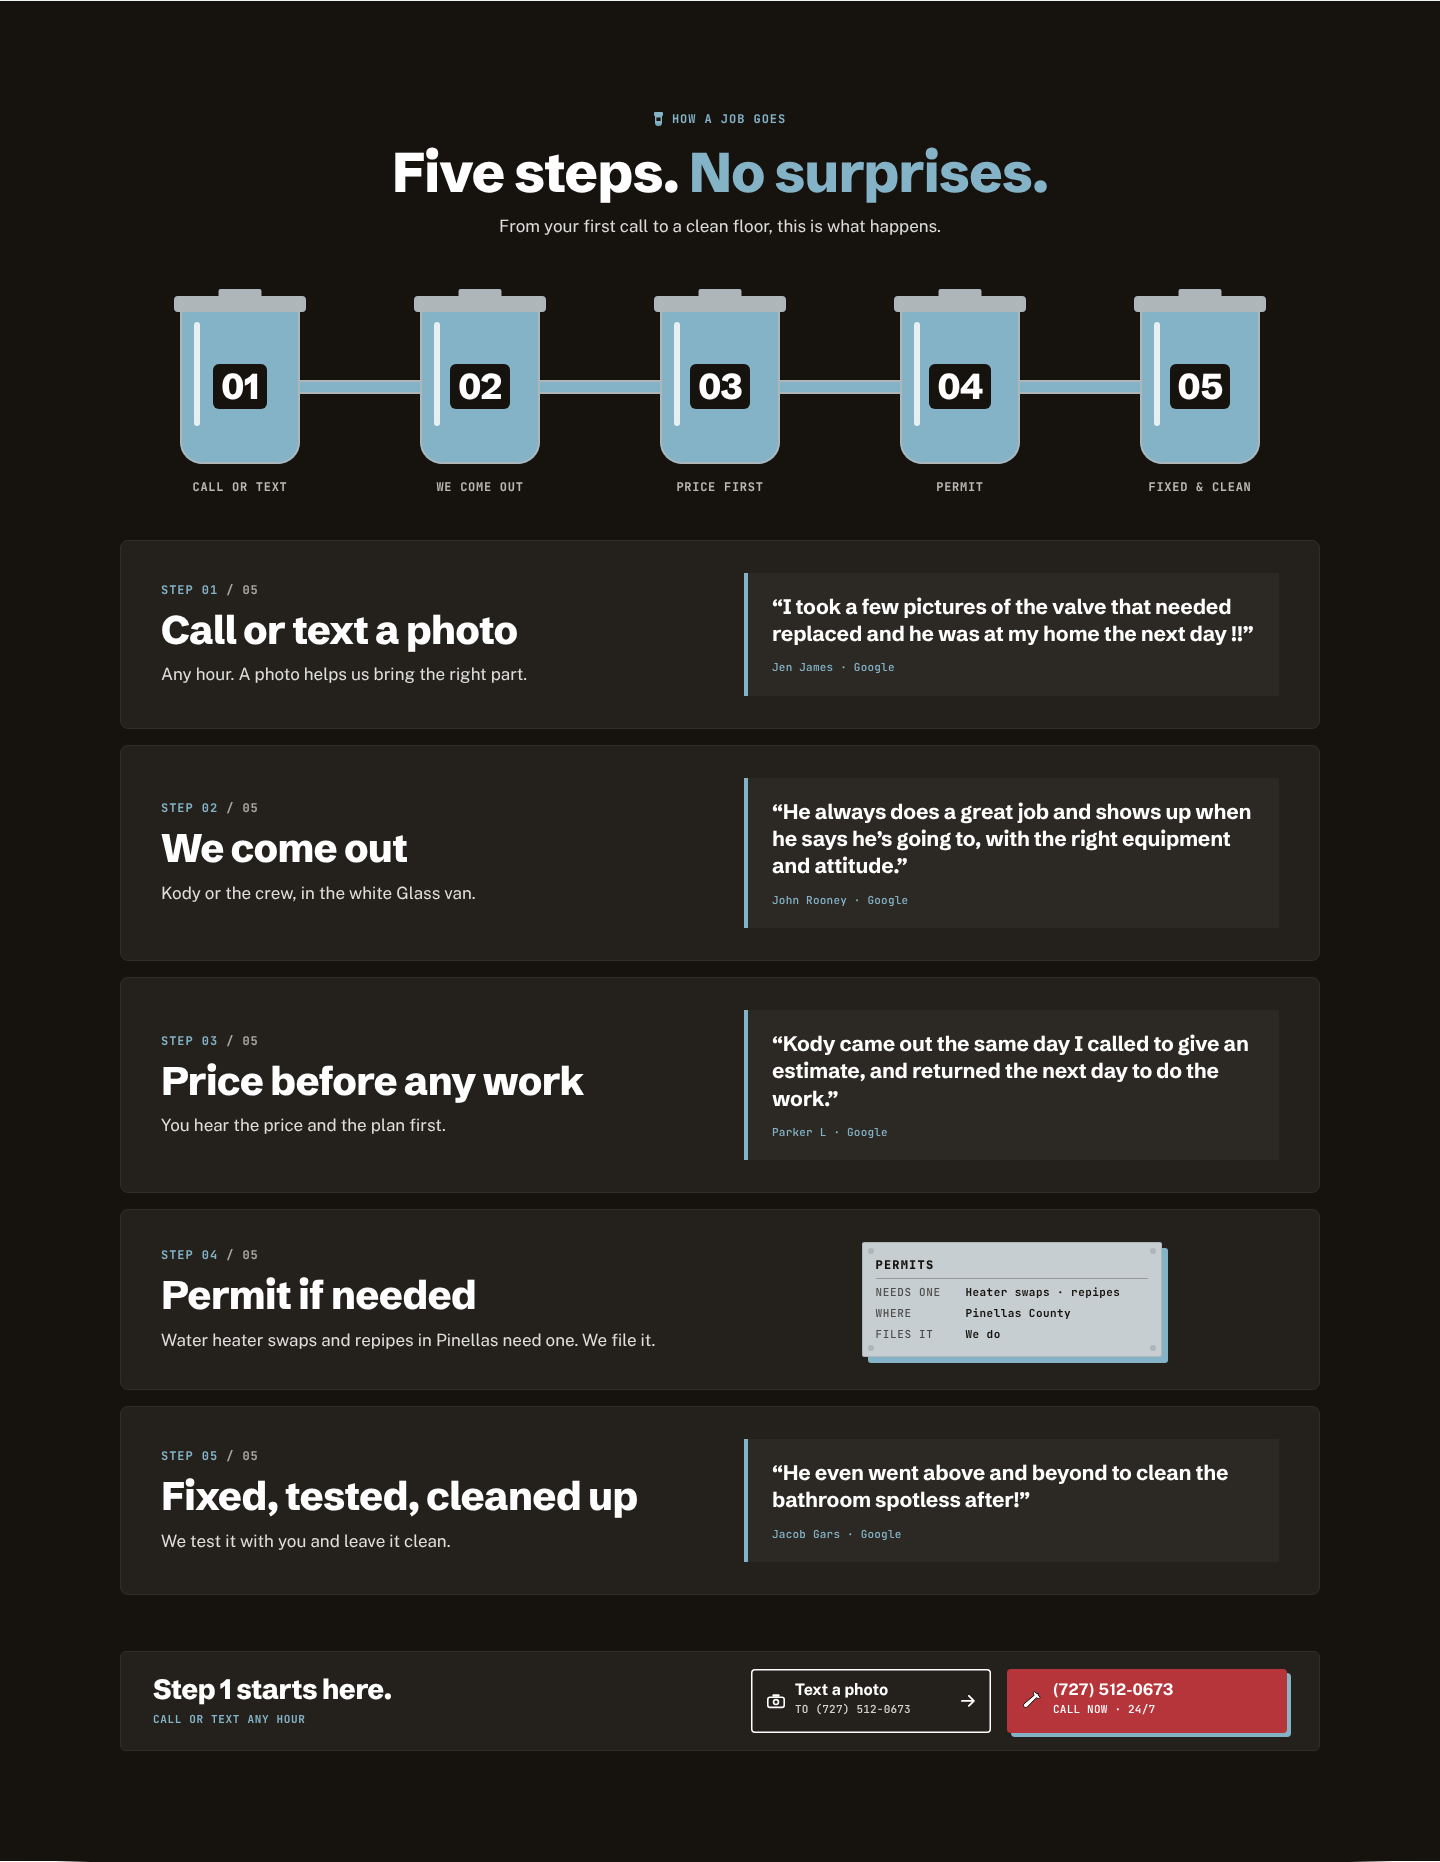 HOW A JOB GOES
Five steps. No surprises.
From your first call to a clean floor, this is what happens.
01 02 03 04 05
CALL OR TEXT WE COME OUT PRICE FIRST PERMIT FIXED & CLEAN
STEP 01 / 05
Call or text a photo
Any hour. A photo helps us bring the right part.
“I took a few pictures of the valve that needed
replaced and he was at my home the next day !!”
Jen James · Google
STEP 02 / 05
We come out
Kody or the crew, in the white Glass van.
“He always does a great job and shows up when
he says he’s going to, with the right equipment
and attitude.”
John Rooney · Google
STEP 03 / 05
Price before any work
You hear the price and the plan first.
“Kody came out the same day I called to give an
estimate, and returned the next day to do the
work.”
Parker L · Google
STEP 04 / 05
Permit if needed
Water heater swaps and repipes in Pinellas need one. We file it.
PERMITS
NEEDS ONE Heater swaps · repipes
WHERE Pinellas County
FILES IT We do
STEP 05 / 05
Fixed, tested, cleaned up
We test it with you and leave it clean.
“He even went above and beyond to clean the
bathroom spotless after!”
Jacob Gars · Google
Step 1 starts here.
CALL OR TEXT ANY HOUR
Text a photo
TO (727) 512-0673
(727) 512-0673
CALL NOW · 24/7